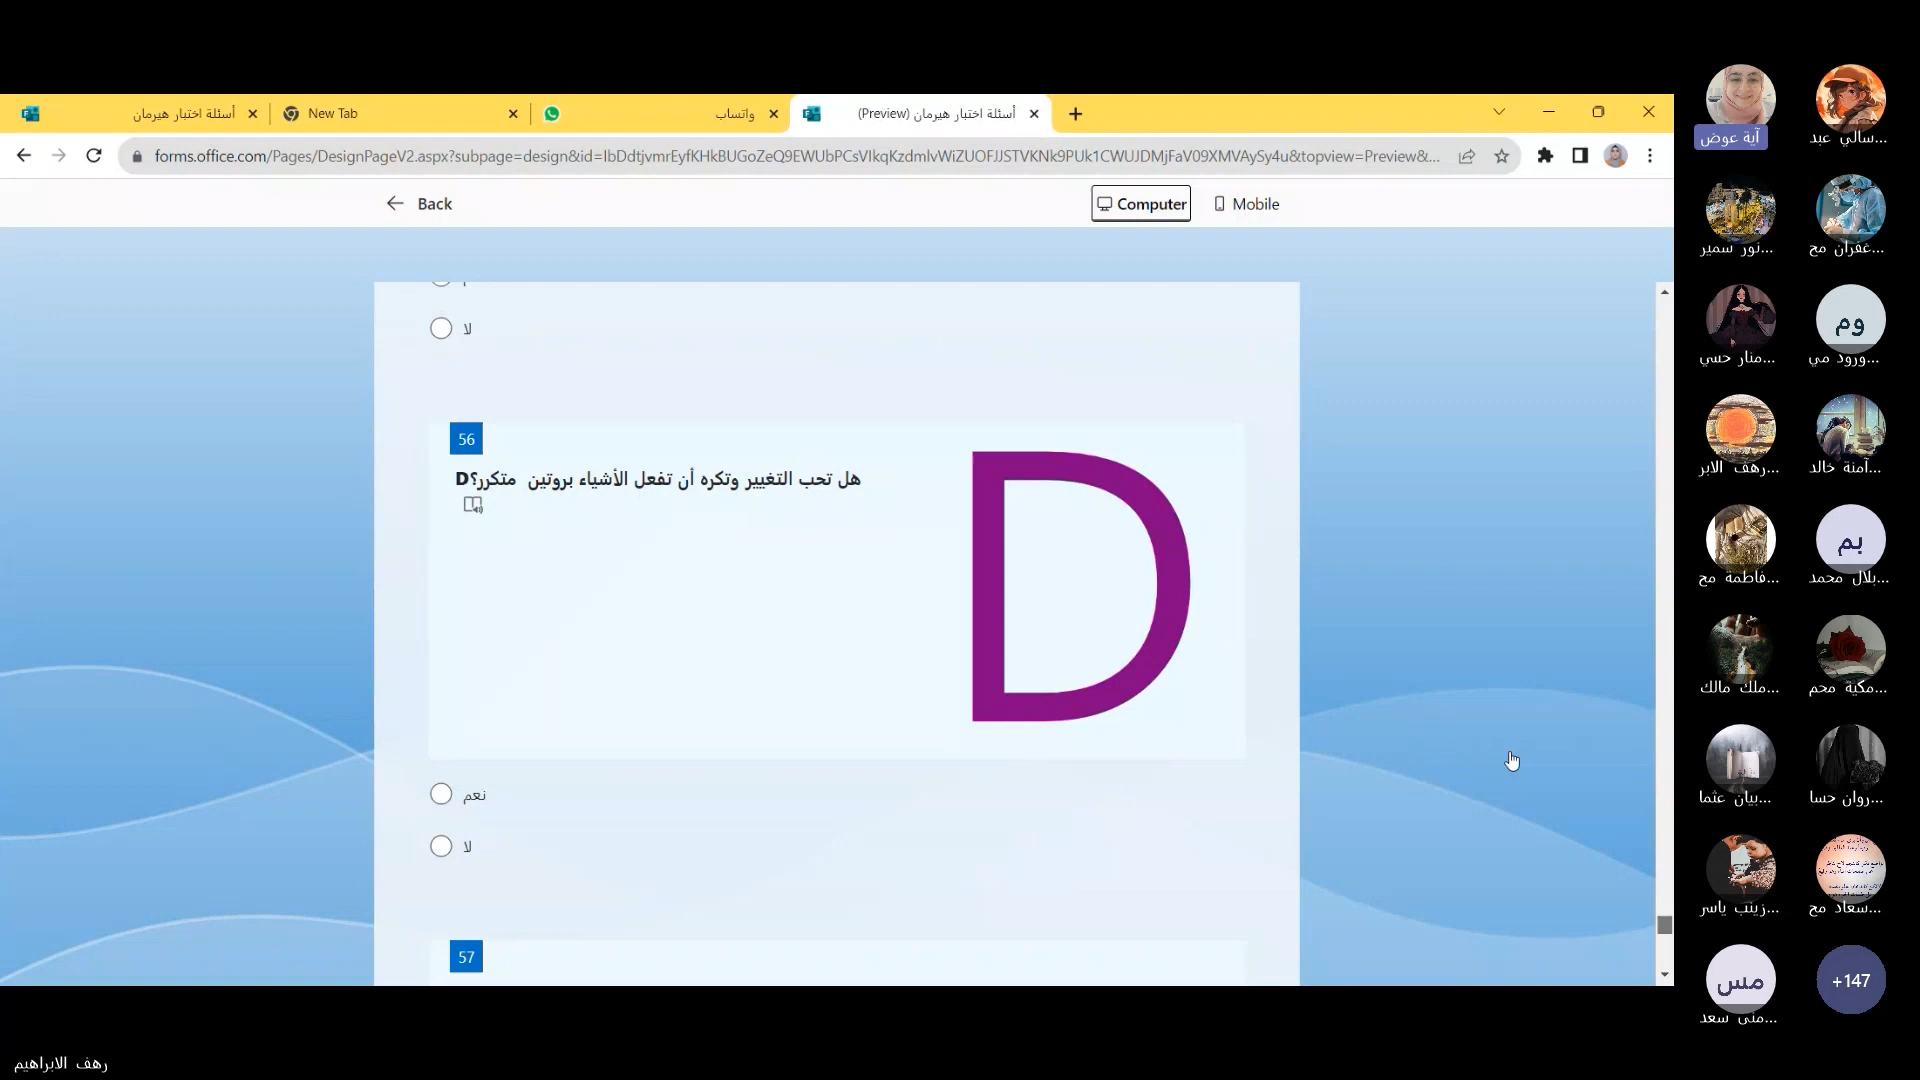 أسئلة اختبار هيرمان
New Tab
واتساب
أسئلة اختبار هيرمان (Preview)
forms.office.com/Pages/DesignPageV2.aspx?subpage=design&id=IbDdtjvmrEyfKHkBUGoZeQ9EWUbPCsVIkqKzdmlvWiZUOFJJSTVKNk9PUk1CWUJDMjFaV09XMVAySy4u&topview=Preview&...
Back
Computer
Mobile
لا
56
هل تحب التغيير وتكره أن تفعل الأشياء بروتين متكرر؟D
D
نعم
لا
57
آية عوض
سالي عبد...
نور سمير...
غفران مح...
منار حسي...
وم
ورود مي...
رهف الابر...
آمنة خالد...
فاطمة مح...
بم
بلال محمد...
ملك مالك...
مكية محم...
بيان عثما...
روان حسا...
زينب ياسر...
سعاد مح...
مس
منى سعد...
+147
رهف الابراهيم